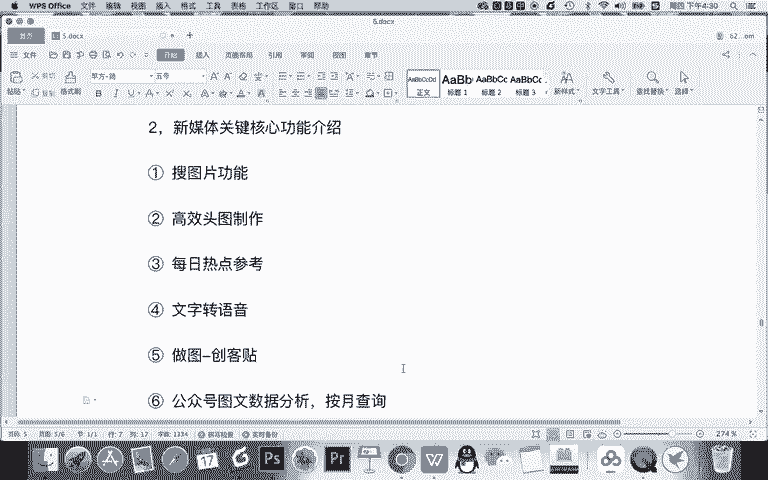 WPS Office 文件 编辑 视图 插入 格式 工具 表格 工作区 窗口 帮助 周四 下午4:30
5.docx
首页 5.docx +
文件 开始 插入 页面布局 引用 审阅 视图 章节
粘贴 剪切 复制 格式刷 五号 AaBbCcDd 正文 AaBb 标题 1 AaBbCc 标题 2 AaBbCc 标题 3 新样式 文字工具 查找替换 选择
2，新媒体关键核心功能介绍
① 搜图片功能
② 高效头图制作
③ 每日热点参考
④ 文字转语音
⑤ 做图-创客贴
⑥ 公众号图文数据分析，按月查询
页码: 5 页面: 5/6 节: 1/1 行: 7 列: 17 字数: 1334 拼写检查 实时备份 274 %
17 Ps Pr